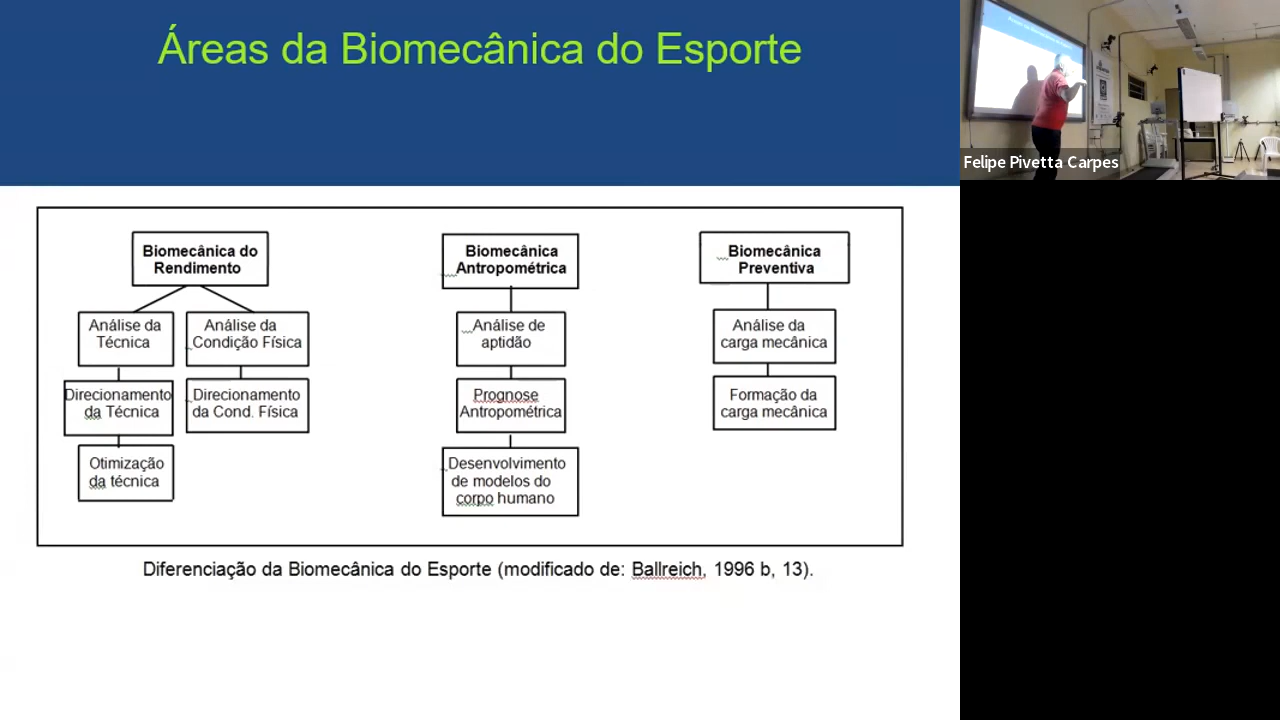 Áreas da Biomecânica do Esporte
Felipe Pivetta Carpes
Biomecânica do
Rendimento
Análise da
Técnica
Direcionamento
da Técnica
Otimização
da técnica
Análise da
Condição Física
Direcionamento
da Cond. Física
Biomecânica
Antropométrica
Análise de
aptidão
Prognose
Antropométrica
Desenvolvimento
de modelos do
corpo humano
Biomecânica
Preventiva
Análise da
carga mecânica
Formação da
carga mecânica
Diferenciação da Biomecânica do Esporte (modificado de: Ballreich, 1996 b, 13).